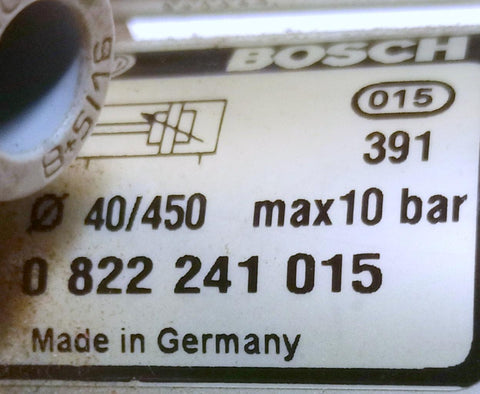 BOSCH
015
391
Ø 40/450 max10 bar
0 822 241 015
Made in Germany